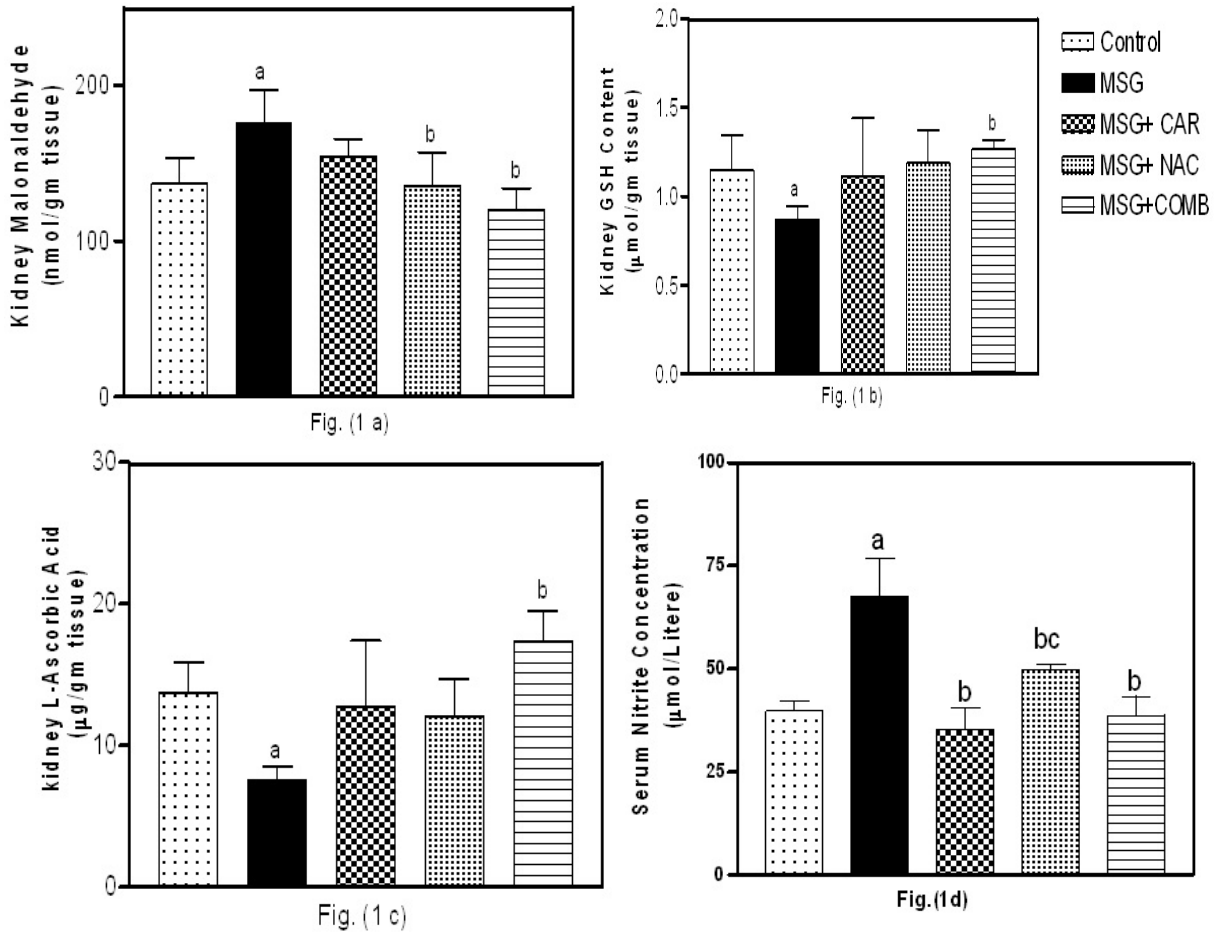 Kidney Malonaldehyde
(nmol/gm tissue)
200
100
0
a
b
b
Fig. (1 a)
Kidney GSH Content
(μmol/gm tissue)
2.0
1.5
1.0
0.5
0.0
a
b
Fig. (1 b)
Control
MSG
MSG+ CAR
MSG+ NAC
MSG+COMB
kidney L-Ascorbic Acid
(μg/gm tissue)
30
20
10
0
a
b
Fig. (1 c)
Serum Nitrite Concentration
(μmol/Litere)
100
75
50
25
0
a
b
bc
b
Fig.(1d)